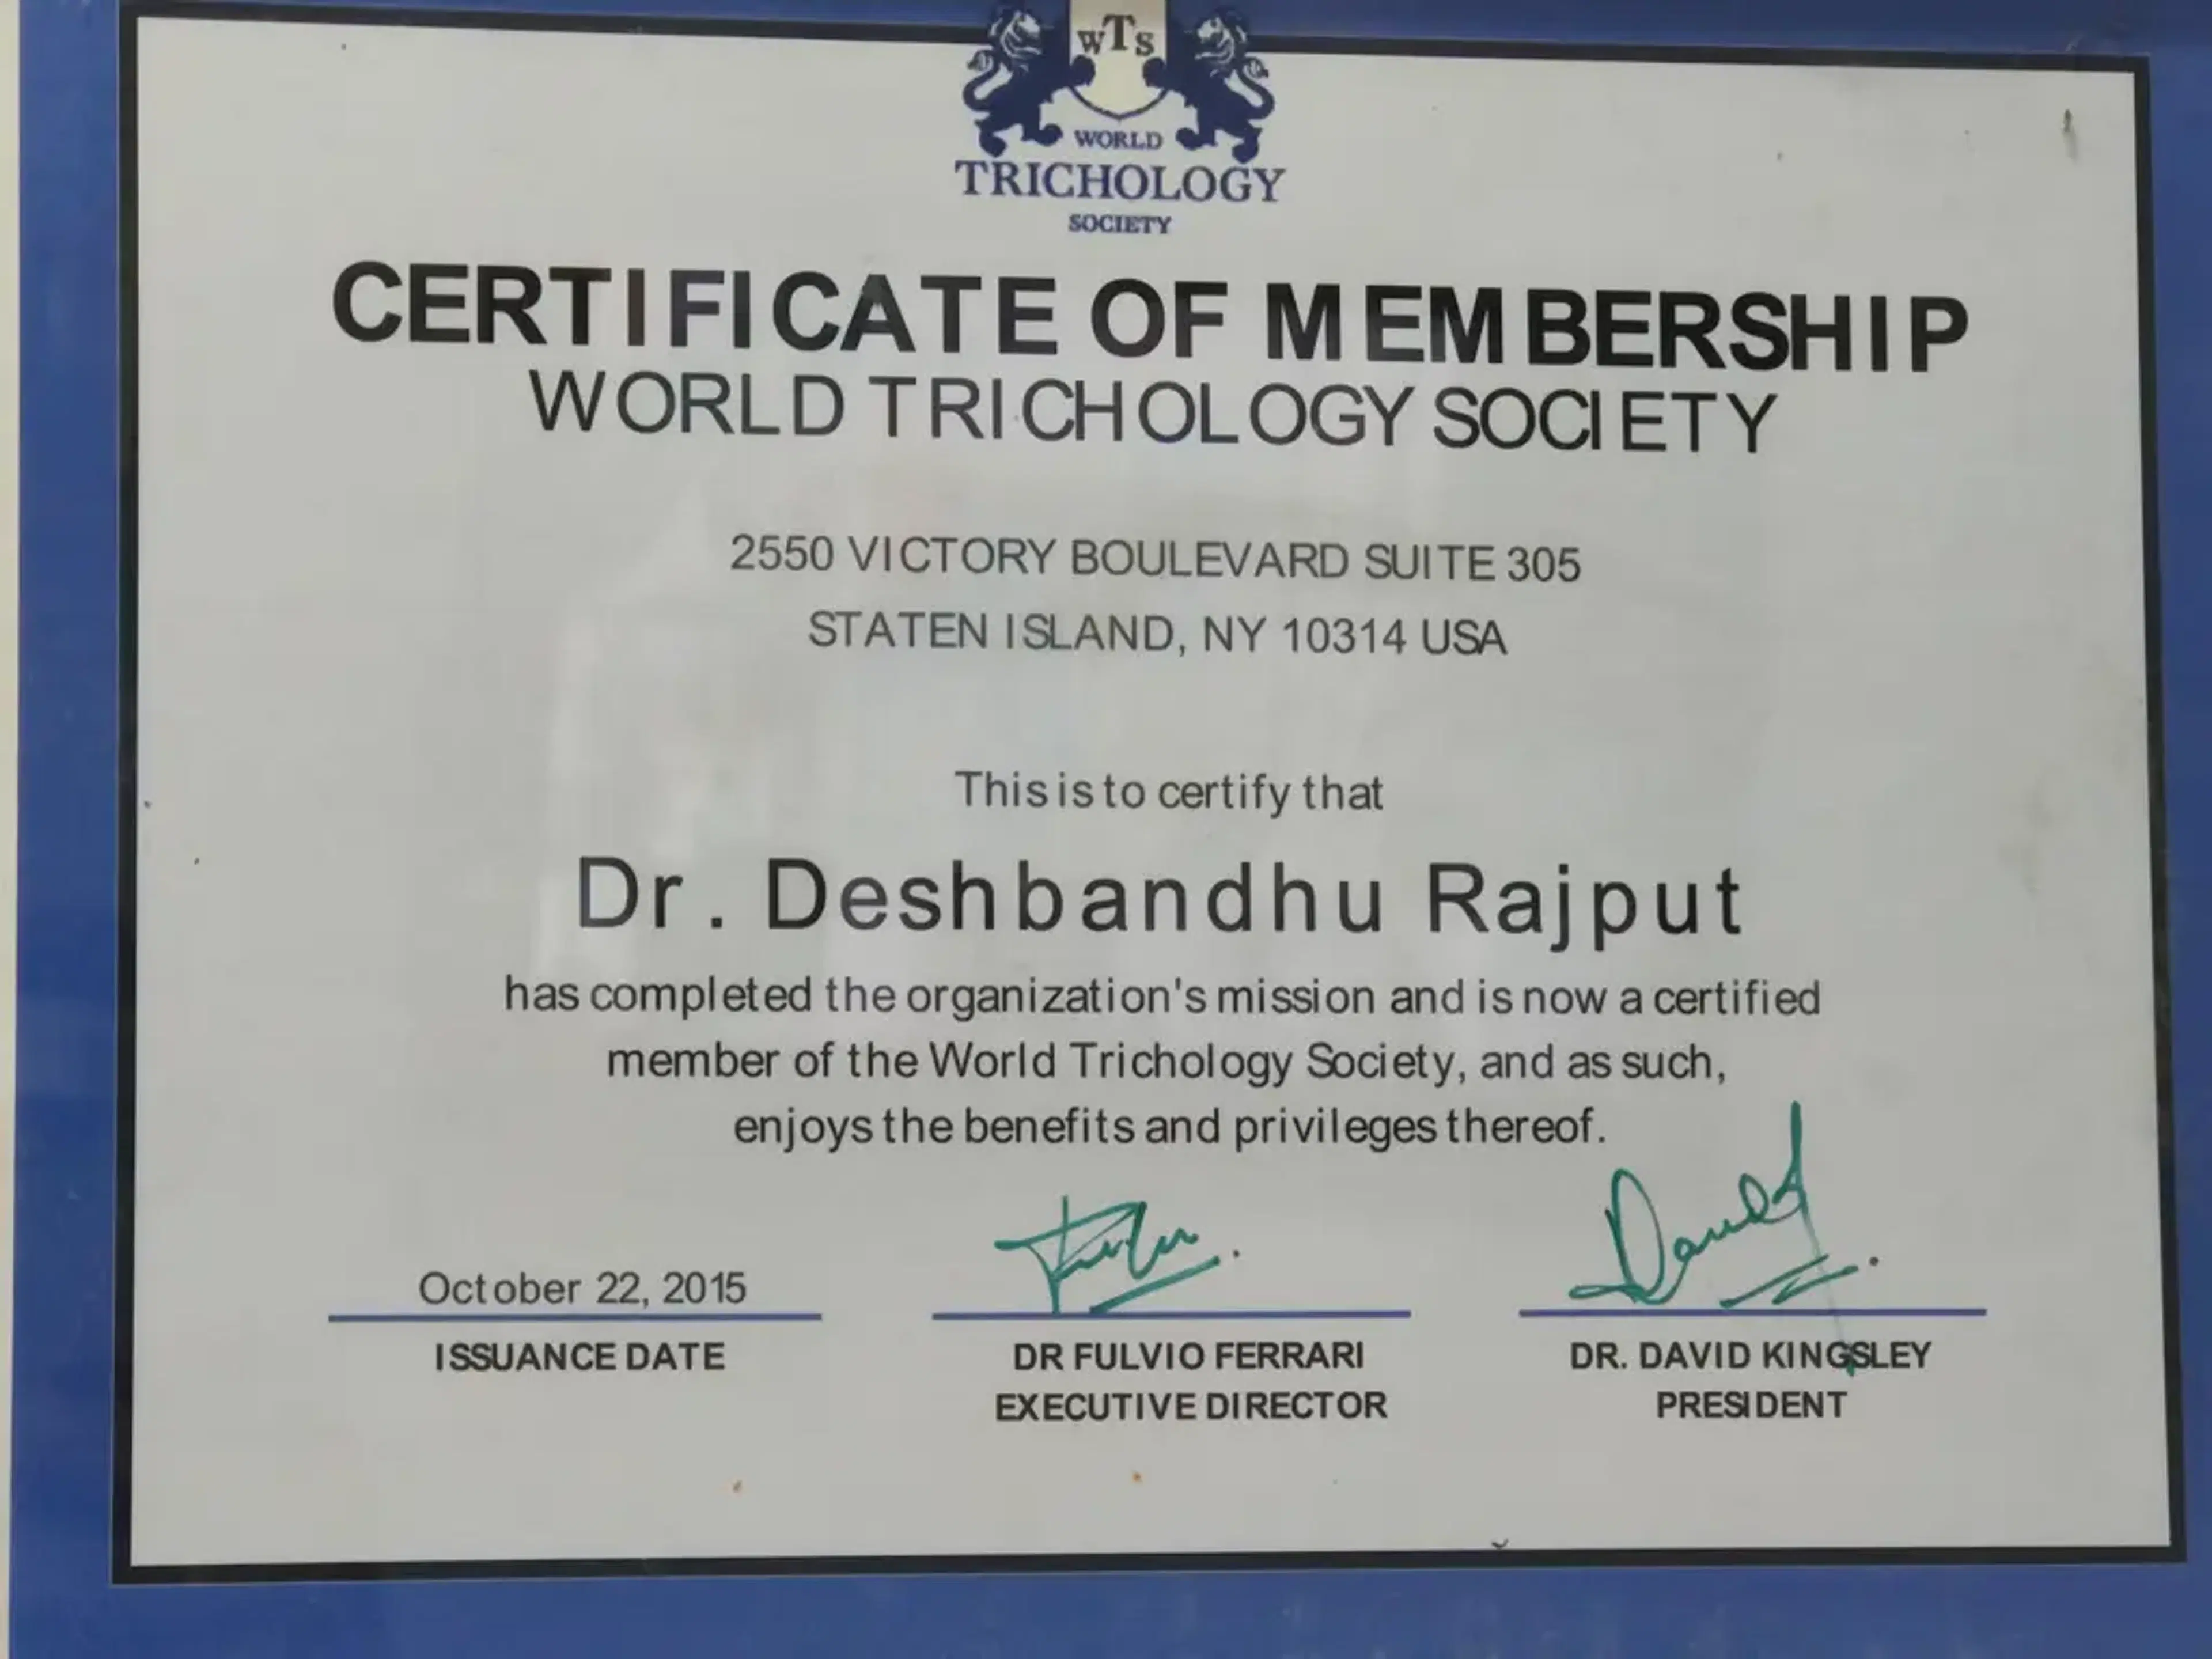 WTS
WORLD
TRICHOLOGY
SOCIETY
CERTIFICATE OF MEMBERSHIP
WORLD TRICHOLOGY SOCIETY
2550 VICTORY BOULEVARD SUITE 305
STATEN ISLAND, NY 10314 USA
This is to certify that
Dr. Deshbandhu Rajput
has completed the organization's mission and is now a certified
member of the World Trichology Society, and as such,
enjoys the benefits and privileges thereof.
October 22, 2015
ISSUANCE DATE
DR FULVIO FERRARI
EXECUTIVE DIRECTOR
David
DR. DAVID KINGSLEY
PRESIDENT